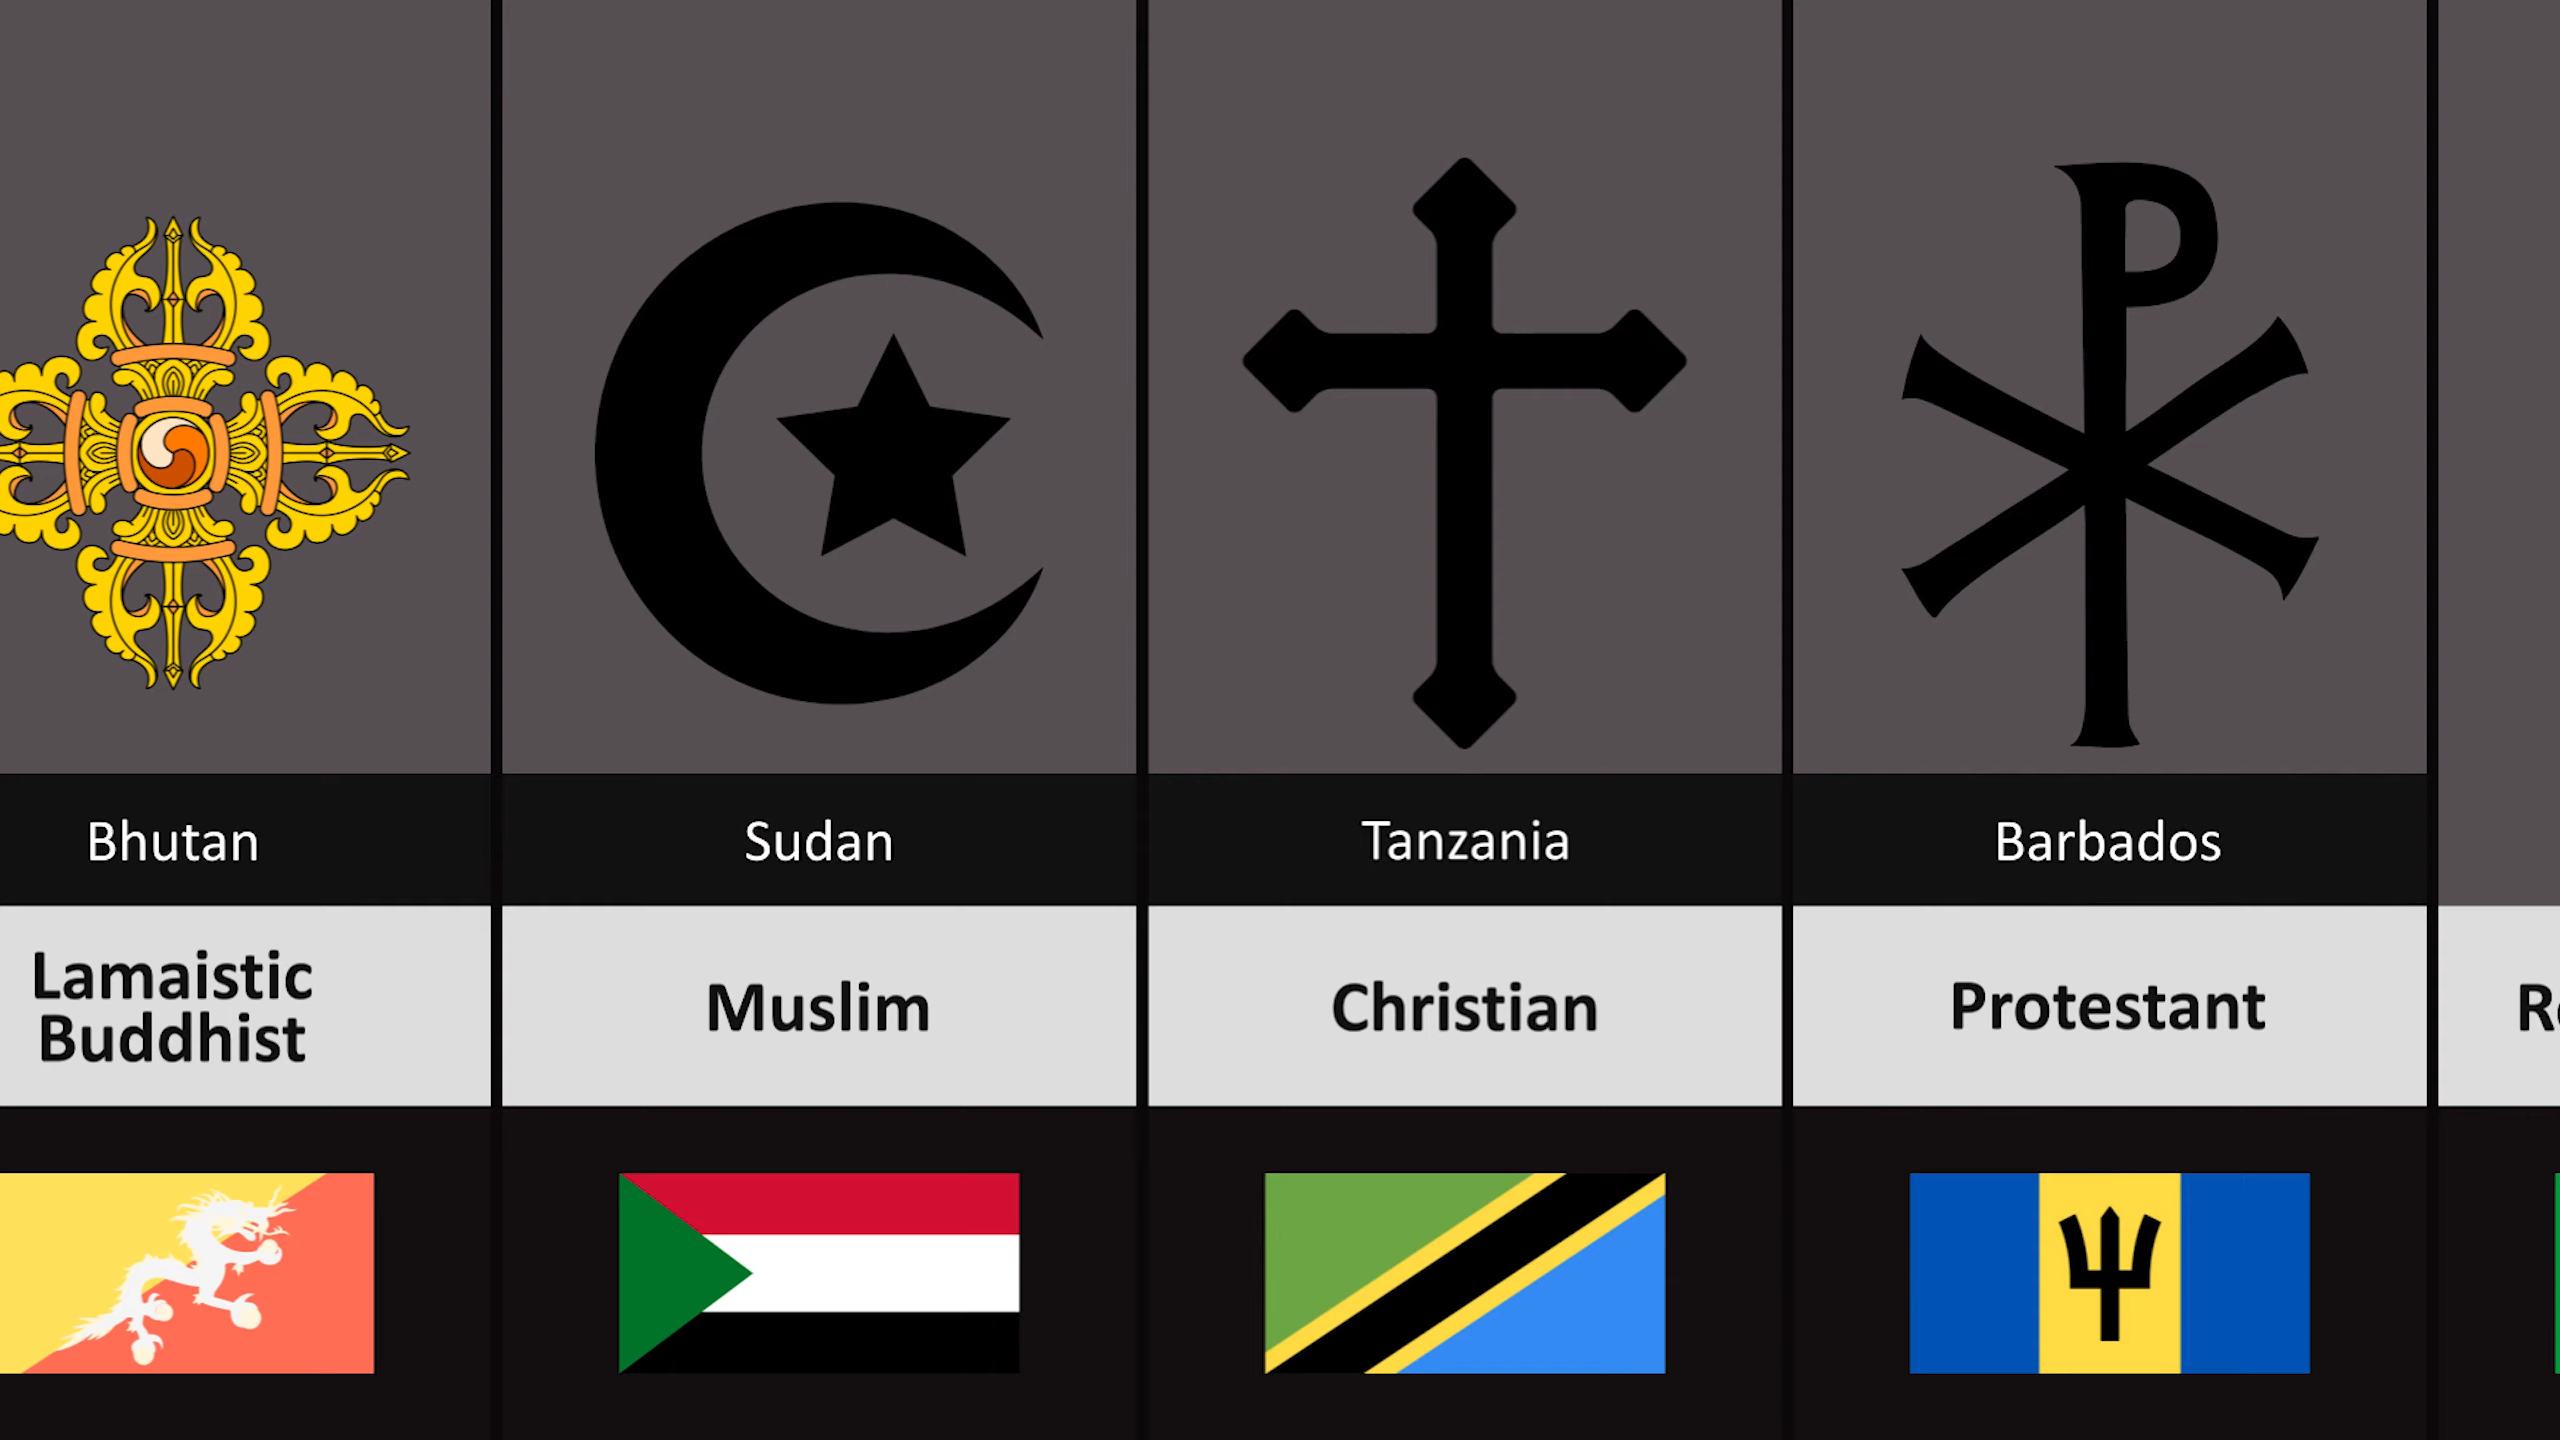 Bhutan
Sudan
Tanzania
Barbados
Lamaistic
Buddhist
Muslim
Christian
Protestant